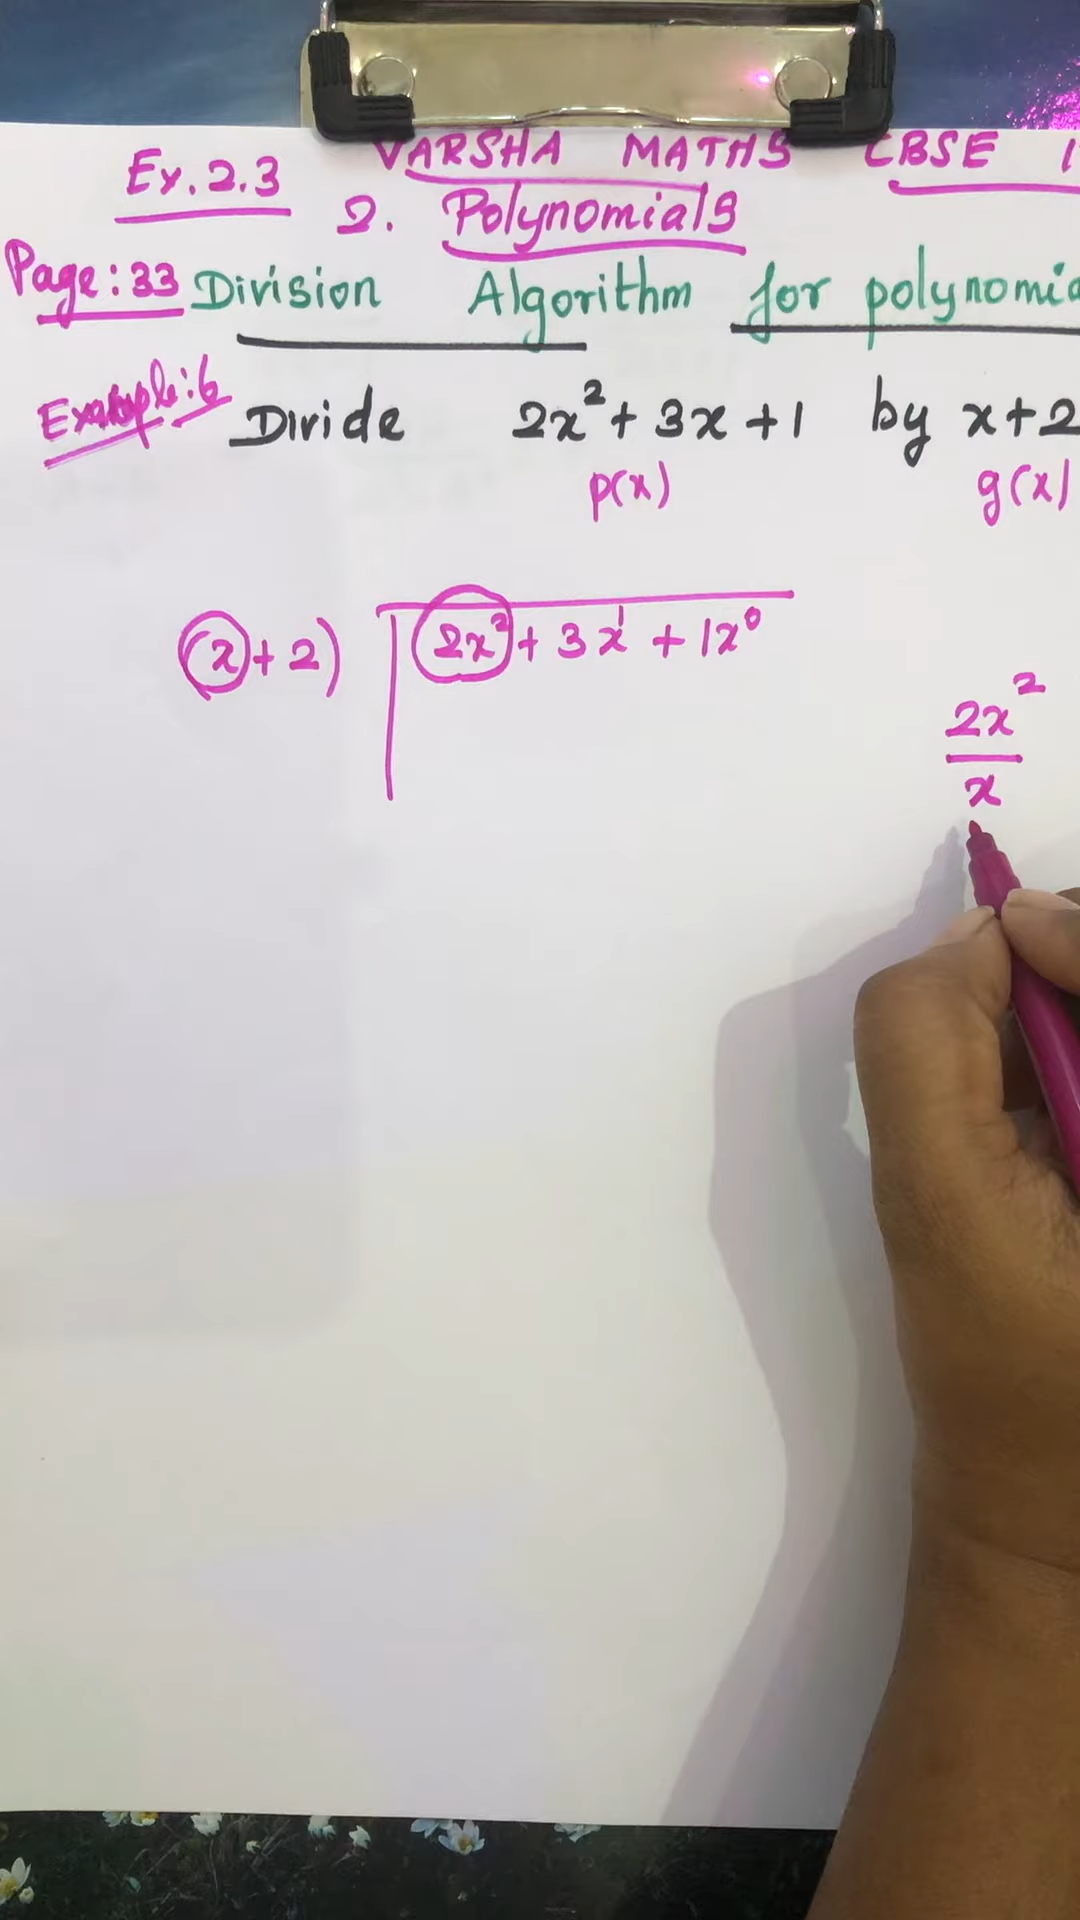 VARSHA MATHS CBSE
Ex. 2.3
2. Polynomials
Page: 33 Division Algorithm for
Example: 6 Divide 2x² + 3x + 1 by x+2
p(x) g(x)
(x + 2) 2x² + 3x¹ + 1x⁰
2x²
x